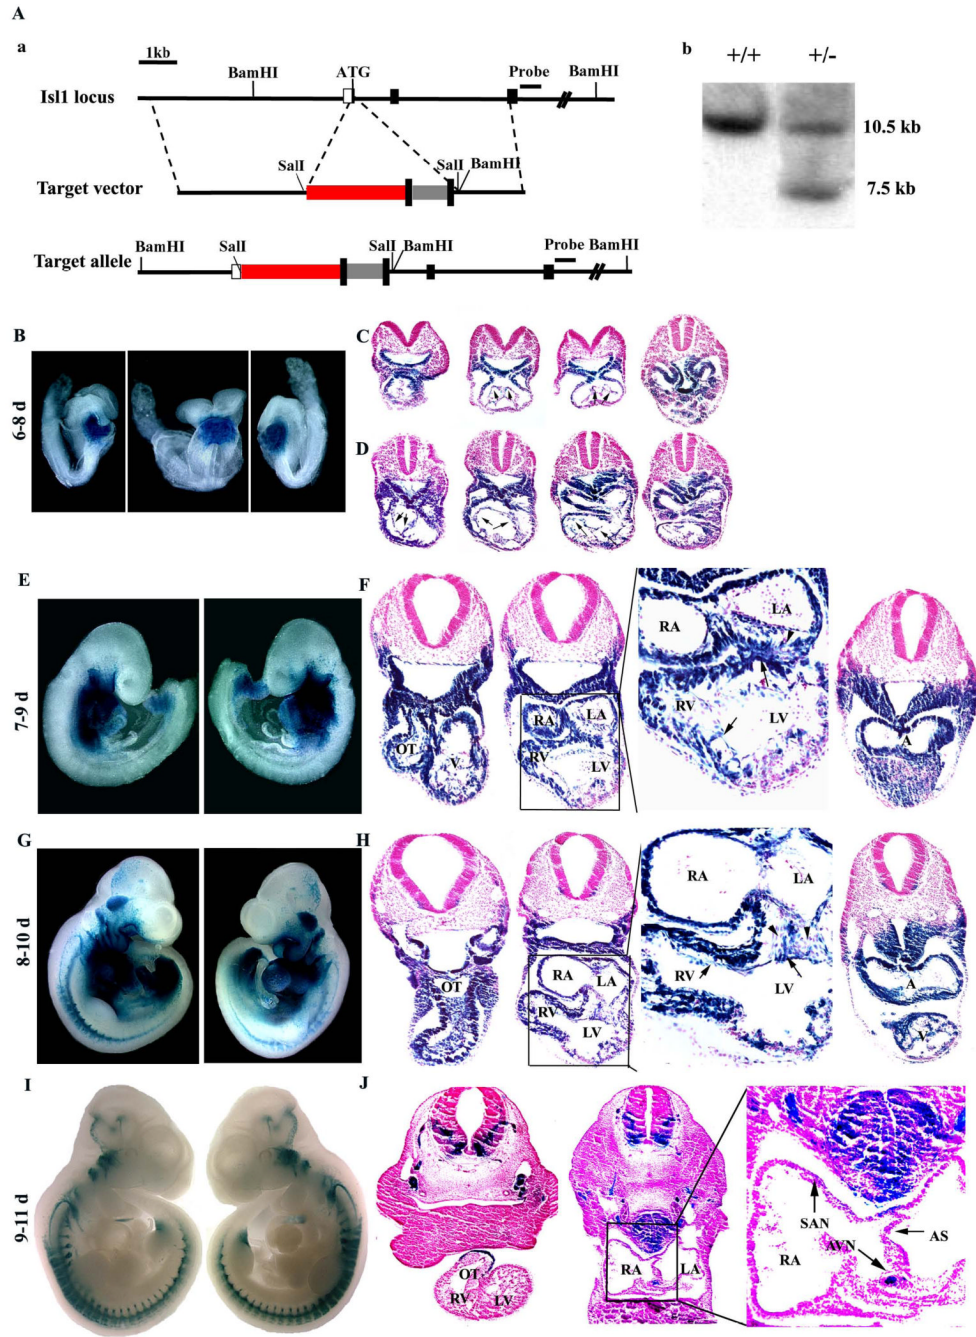 A
a
1kb
BamHI
ATG
Probe
BamHI
Isl1 locus
SalI
SalI
BamHI
Target vector
BamHI
SalI
SalI
BamHI
Probe
BamHI
Target allele
b
+/+
+/-
10.5 kb
7.5 kb
B
6-8 d
C
D
E
7-9 d
F
OT
V
RA
LA
RV
LV
RA
LA
RV
LV
A
G
8-10 d
H
OT
RA
LA
RV
LV
RA
LA
RV
LV
A
V
I
9-11 d
J
OT
RV
LV
RA
LA
SAN
AS
AVN
RA